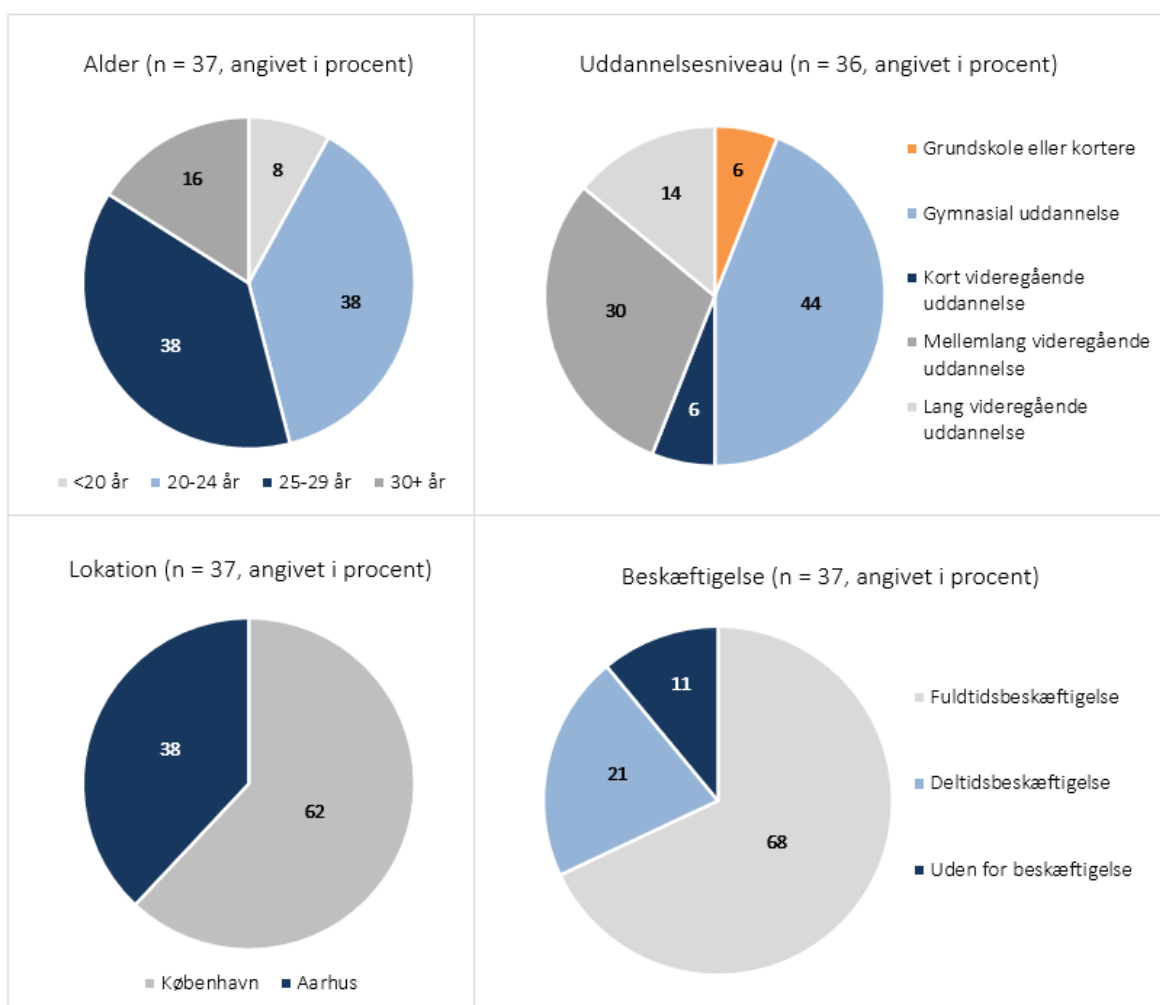 Alder (n = 37, angivet i procent)
8
38
38
16
<20 år 20-24 år 25-29 år 30+ år
Uddannelsesniveau (n = 36, angivet i procent)
6
44
6
30
14
Grundskole eller kortere
Gymnasial uddannelse
Kort videregående
uddannelse
Mellemlang videregående
uddannelse
Lang videregående
uddannelse
Lokation (n = 37, angivet i procent)
38
62
København Aarhus
Beskæftigelse (n = 37, angivet i procent)
11
21
68
Fuldtidsbeskæftigelse
Deltidsbeskæftigelse
Uden for beskæftigelse